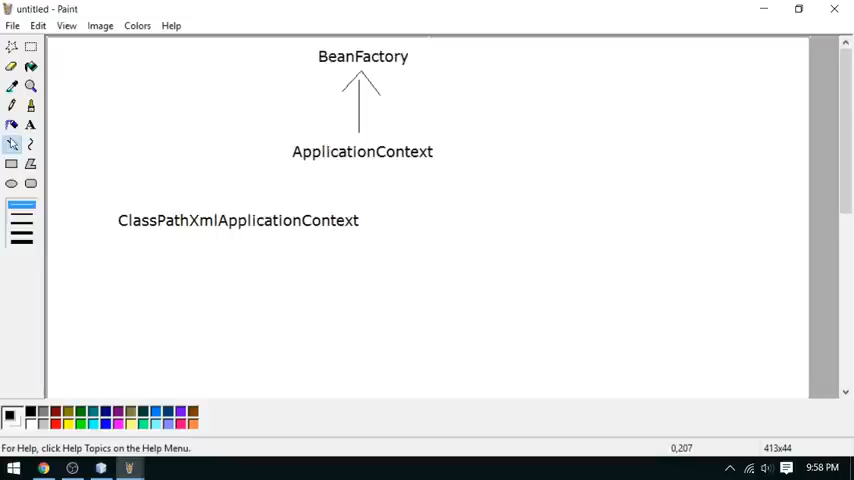 untitled - Paint
File Edit View Image Colors Help
BeanFactory
ApplicationContext
ClassPathXmlApplicationContext
A
For Help, click Help Topics on the Help Menu.
0,207
413x44
9:58 PM